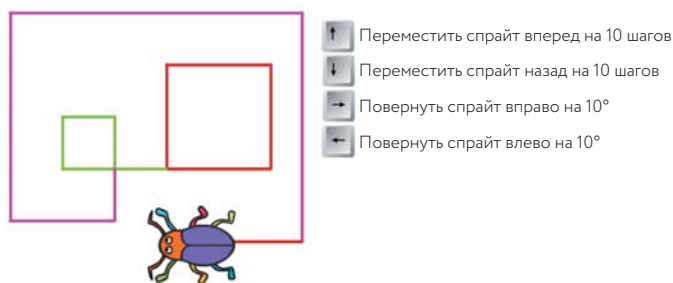 ↑ Переместить спрайт вперед на 10 шагов
↓ Переместить спрайт назад на 10 шагов
→ Повернуть спрайт вправо на 10°
← Повернуть спрайт влево на 10°